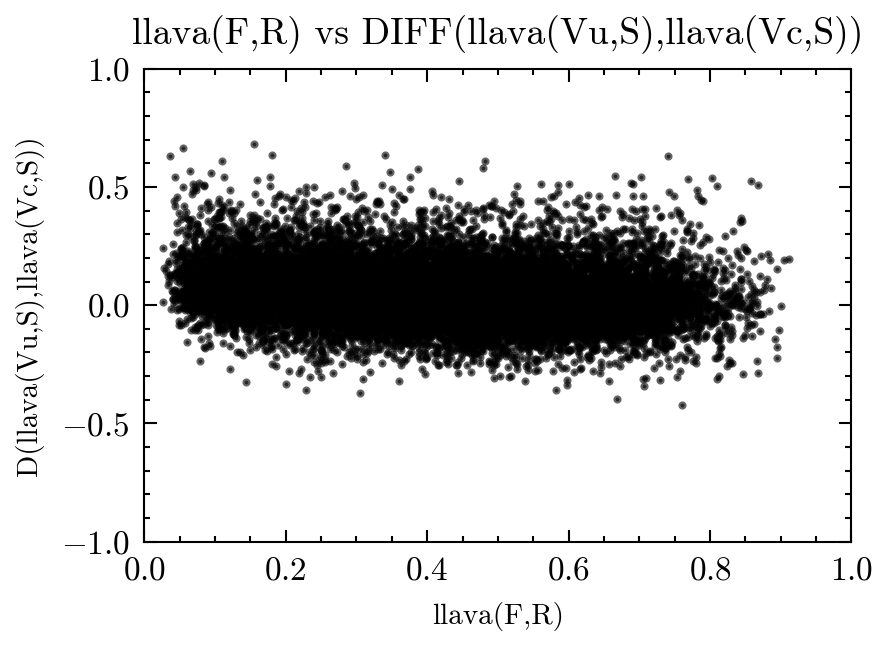 llava(F,R) vs DIFF(llava(Vu,S),llava(Vc,S))
1.0
0.5
0.0
−0.5
−1.0
D(llava(Vu,S),llava(Vc,S))
0.0 0.2 0.4 0.6 0.8 1.0
llava(F,R)